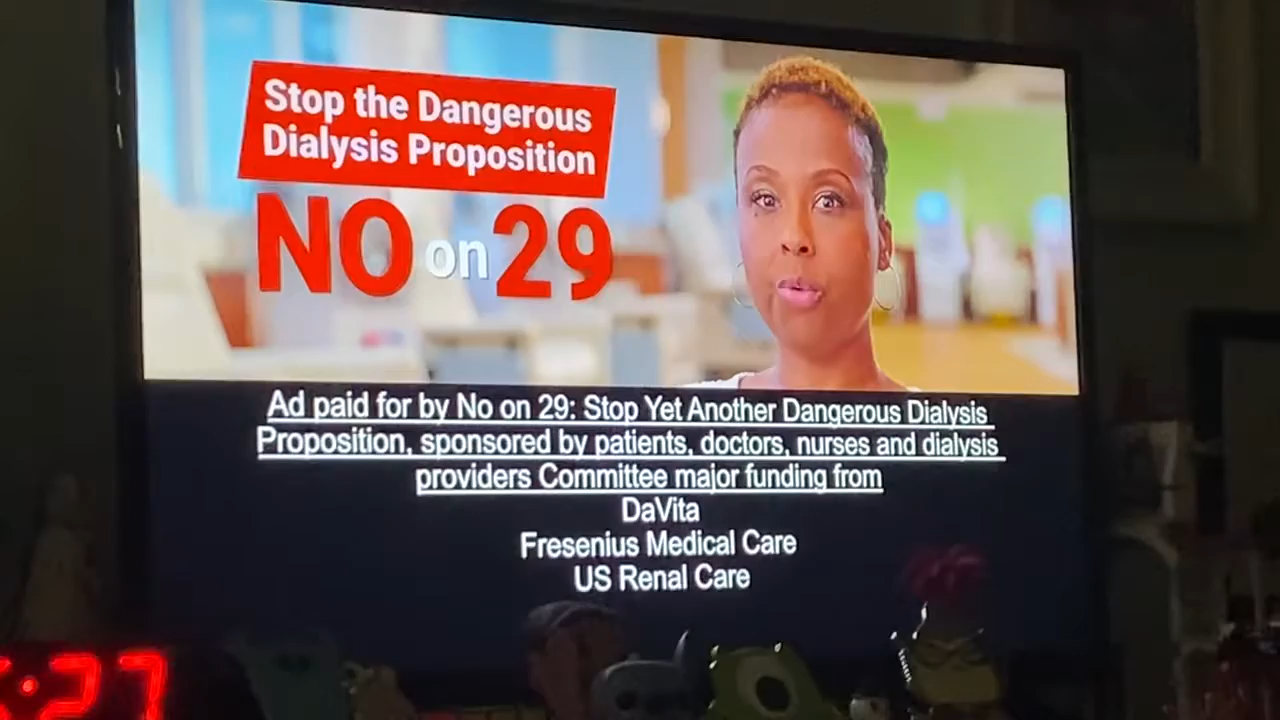 Stop the Dangerous
Dialysis Proposition
NO on 29
Ad paid for by No on 29: Stop Yet Another Dangerous Dialysis
Proposition, sponsored by patients, doctors, nurses and dialysis
providers Committee major funding from
DaVita
Fresenius Medical Care
US Renal Care
:27